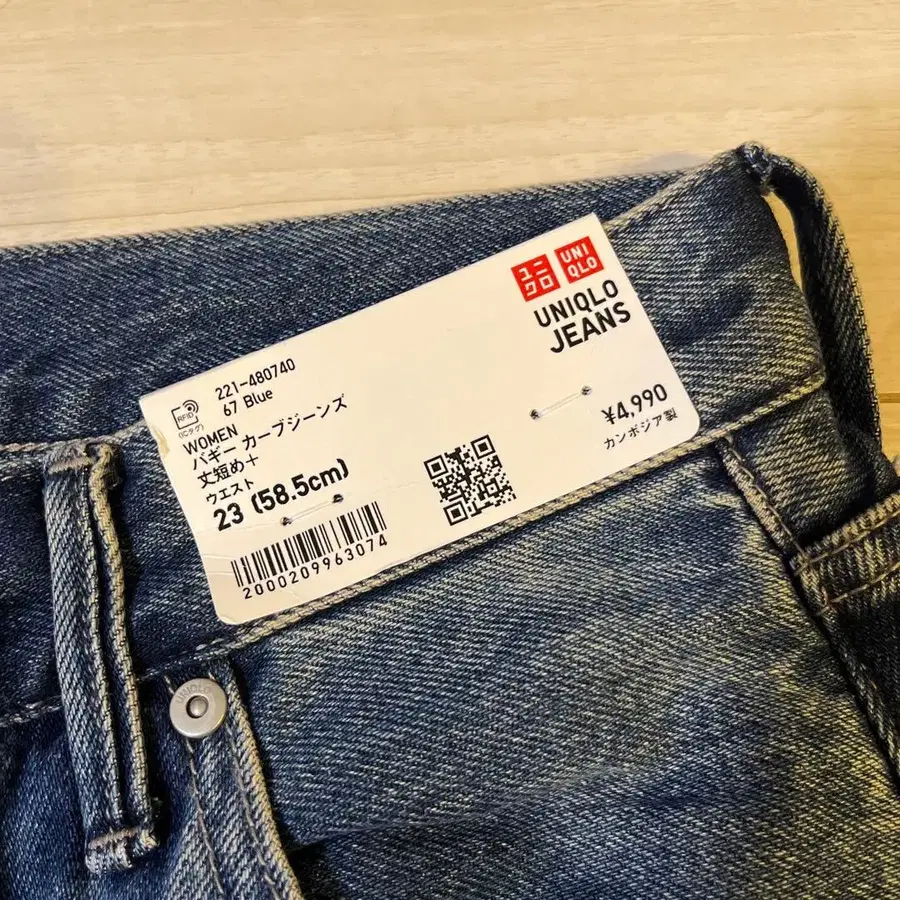 ユニ
クロ
UNI
QLO
UNIQLO
JEANS
221-480740
67 Blue
RFID
(ICタグ)
WOMEN
バギーカーブジーンズ
丈短め+
ウエスト
23 (58.5cm)
2000209963074
¥4,990
カンボジア製
UNIQLO